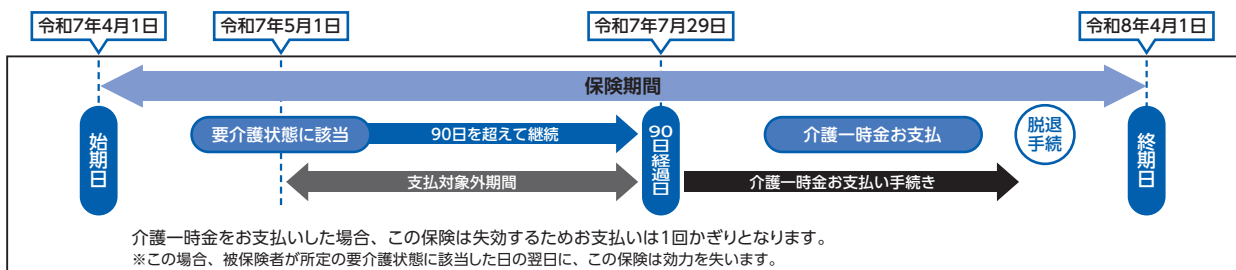 令和7年4月1日
令和7年5月1日
令和7年7月29日
令和8年4月1日
保険期間
始期日
要介護状態に該当
90日を超えて継続
90日経過日
介護一時金お支払
脱退
手続
終期日
支払対象外期間
介護一時金お支払い手続き
介護一時金をお支払いした場合、この保険は失効するためお支払いは1回かぎりとなります。
※この場合、被保険者が所定の要介護状態に該当した日の翌日に、この保険は効力を失います。